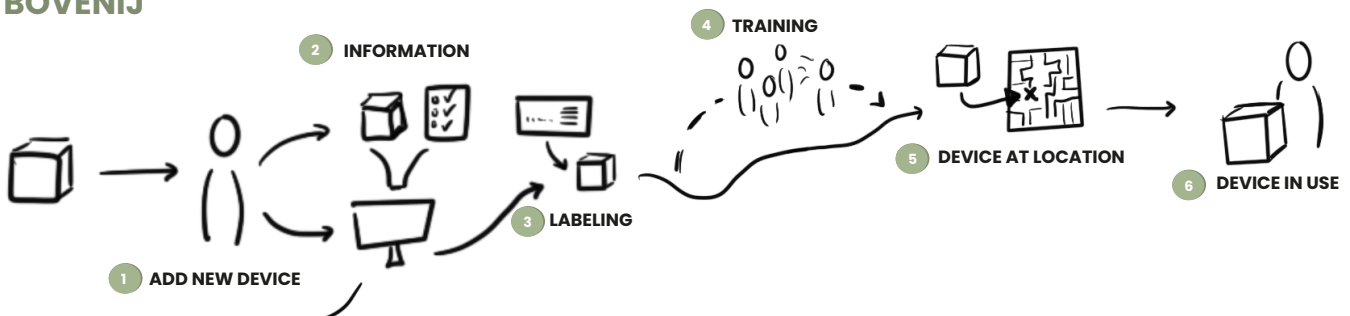 BOVENIJ
4 TRAINING
2 INFORMATION
5 DEVICE AT LOCATION
6 DEVICE IN USE
3 LABELING
1 ADD NEW DEVICE